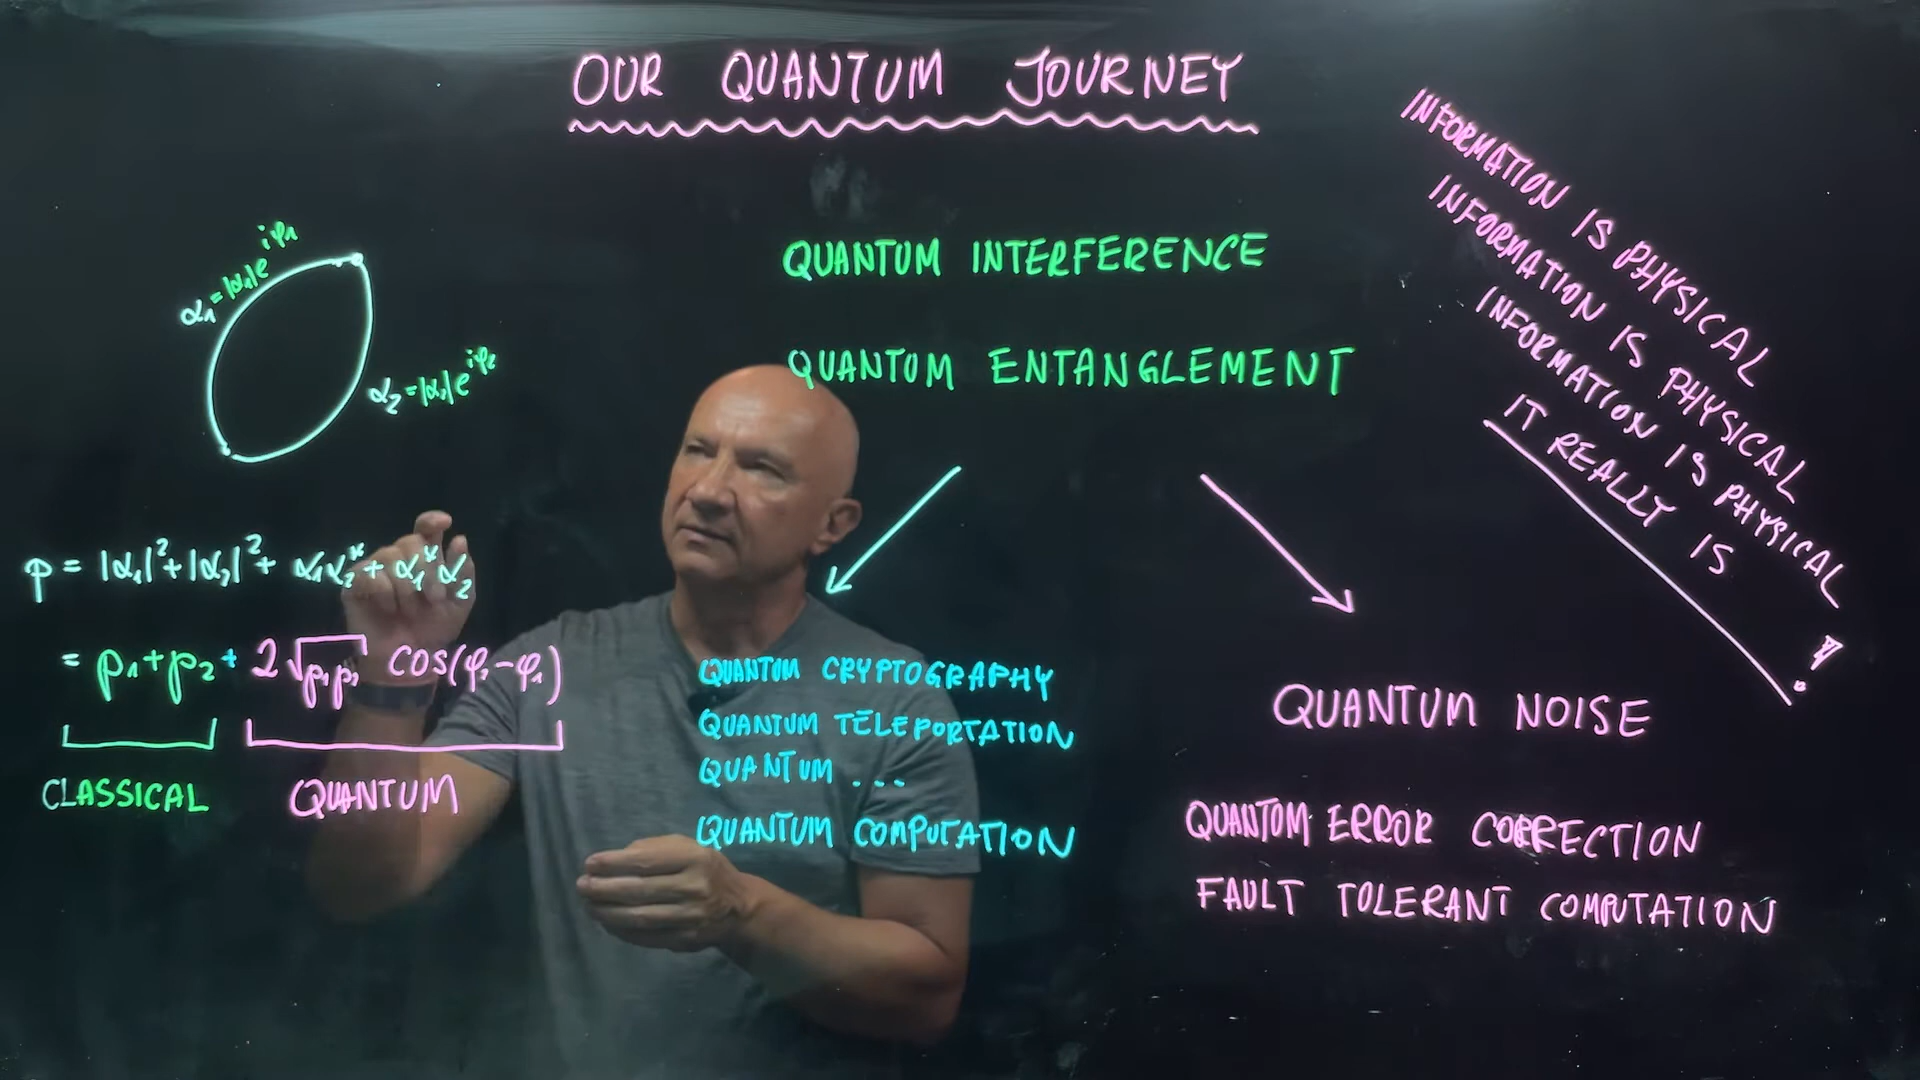 OUR QUANTUM JOURNEY
INFORMATION IS PHYSICAL
INFORMATION IS PHYSICAL
INFORMATION IS PHYSICAL
IT REALLY IS !
QUANTUM INTERFERENCE
QUANTUM ENTANGLEMENT
α₁ = |α₁| e^{iφ₁}
α₂ = |α₂| e^{iφ₂}
p = |α₁|² + |α₂|² + α₁α₂* + α₁*α₂
= p₁ + p₂ + 2√p₁p₂ COS(φ₂-φ₁)
CLASSICAL QUANTUM
QUANTUM CRYPTOGRAPHY
QUANTUM TELEPORTATION
QUANTUM ...
QUANTUM COMPUTATION
QUANTUM NOISE
QUANTUM ERROR CORRECTION
FAULT TOLERANT COMPUTATION